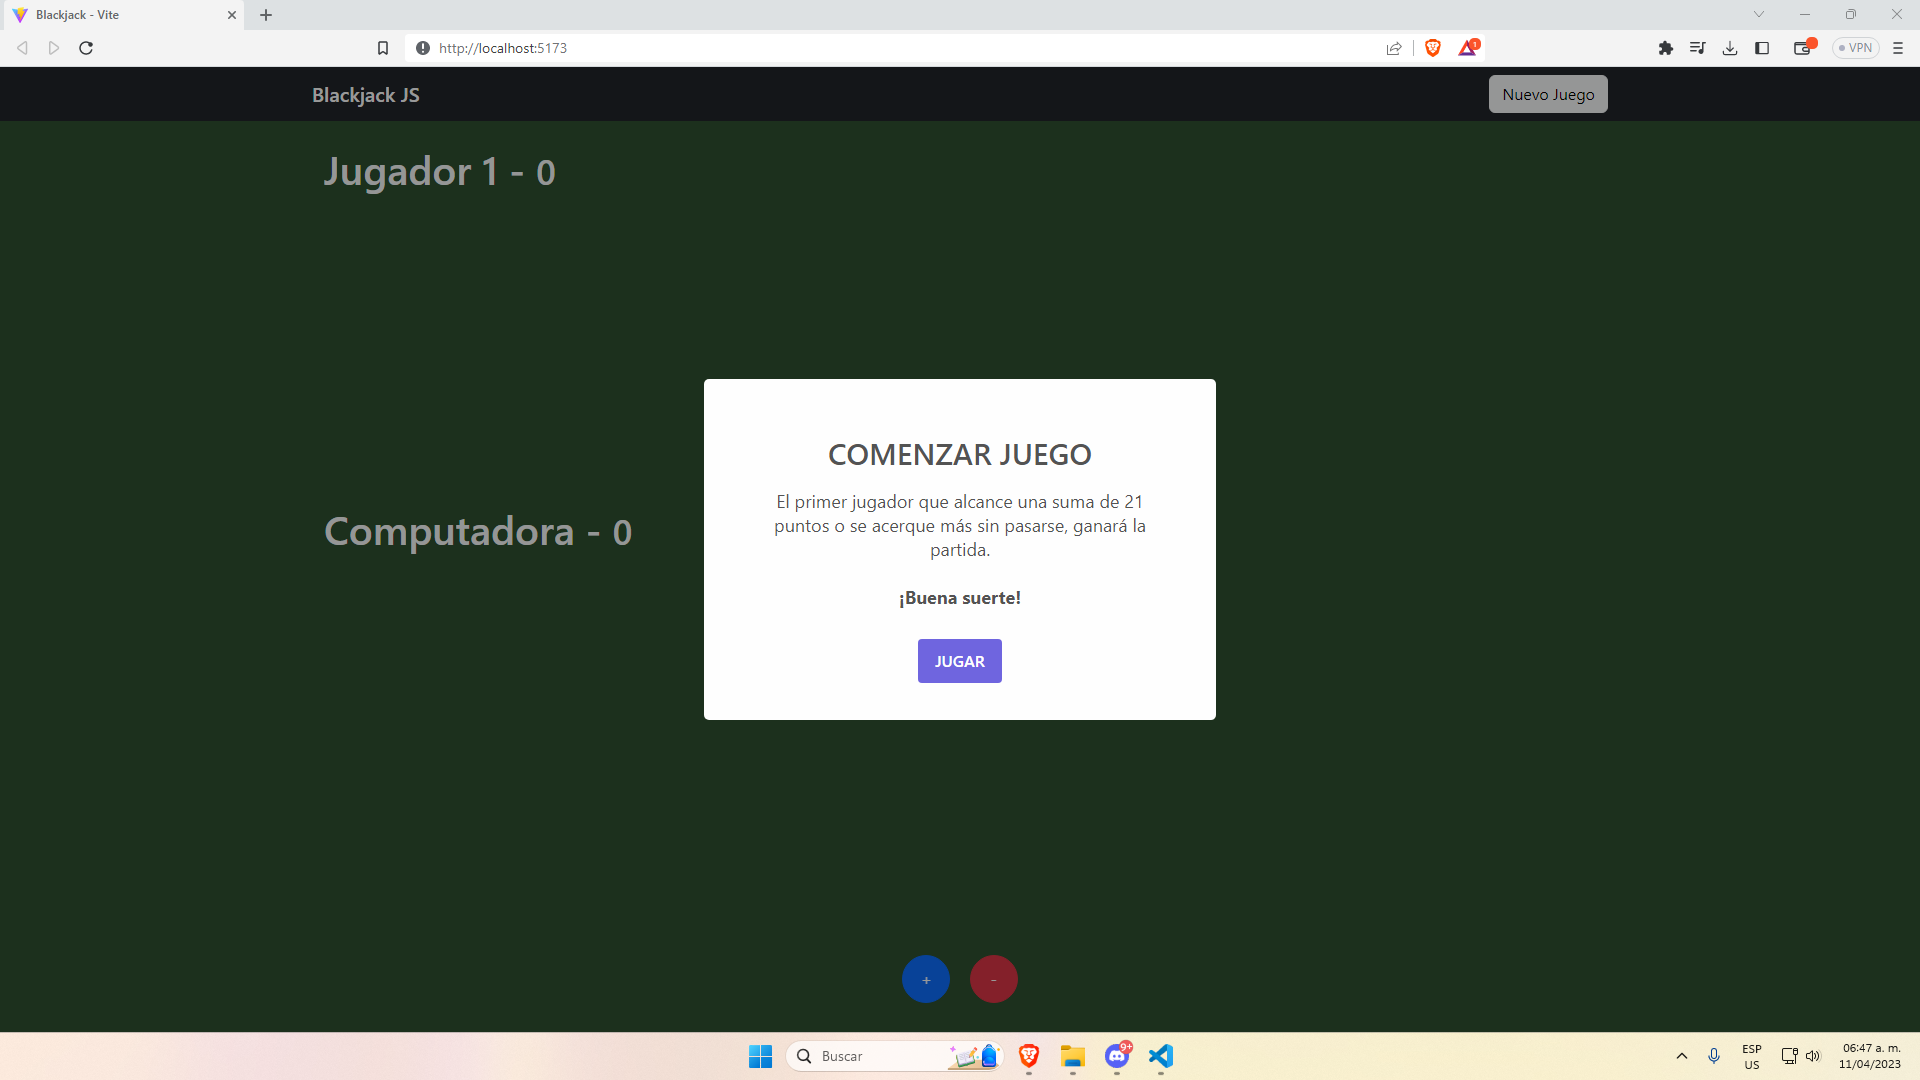 Blackjack - Vite
http://localhost:5173
1
VPN
Blackjack JS
Nuevo Juego
Jugador 1 - 0
Computadora - 0
COMENZAR JUEGO
El primer jugador que alcance una suma de 21
puntos o se acerque más sin pasarse, ganará la
partida.
¡Buena suerte!
JUGAR
+
-
Buscar
9+
ESP
US
06:47 a. m.
11/04/2023